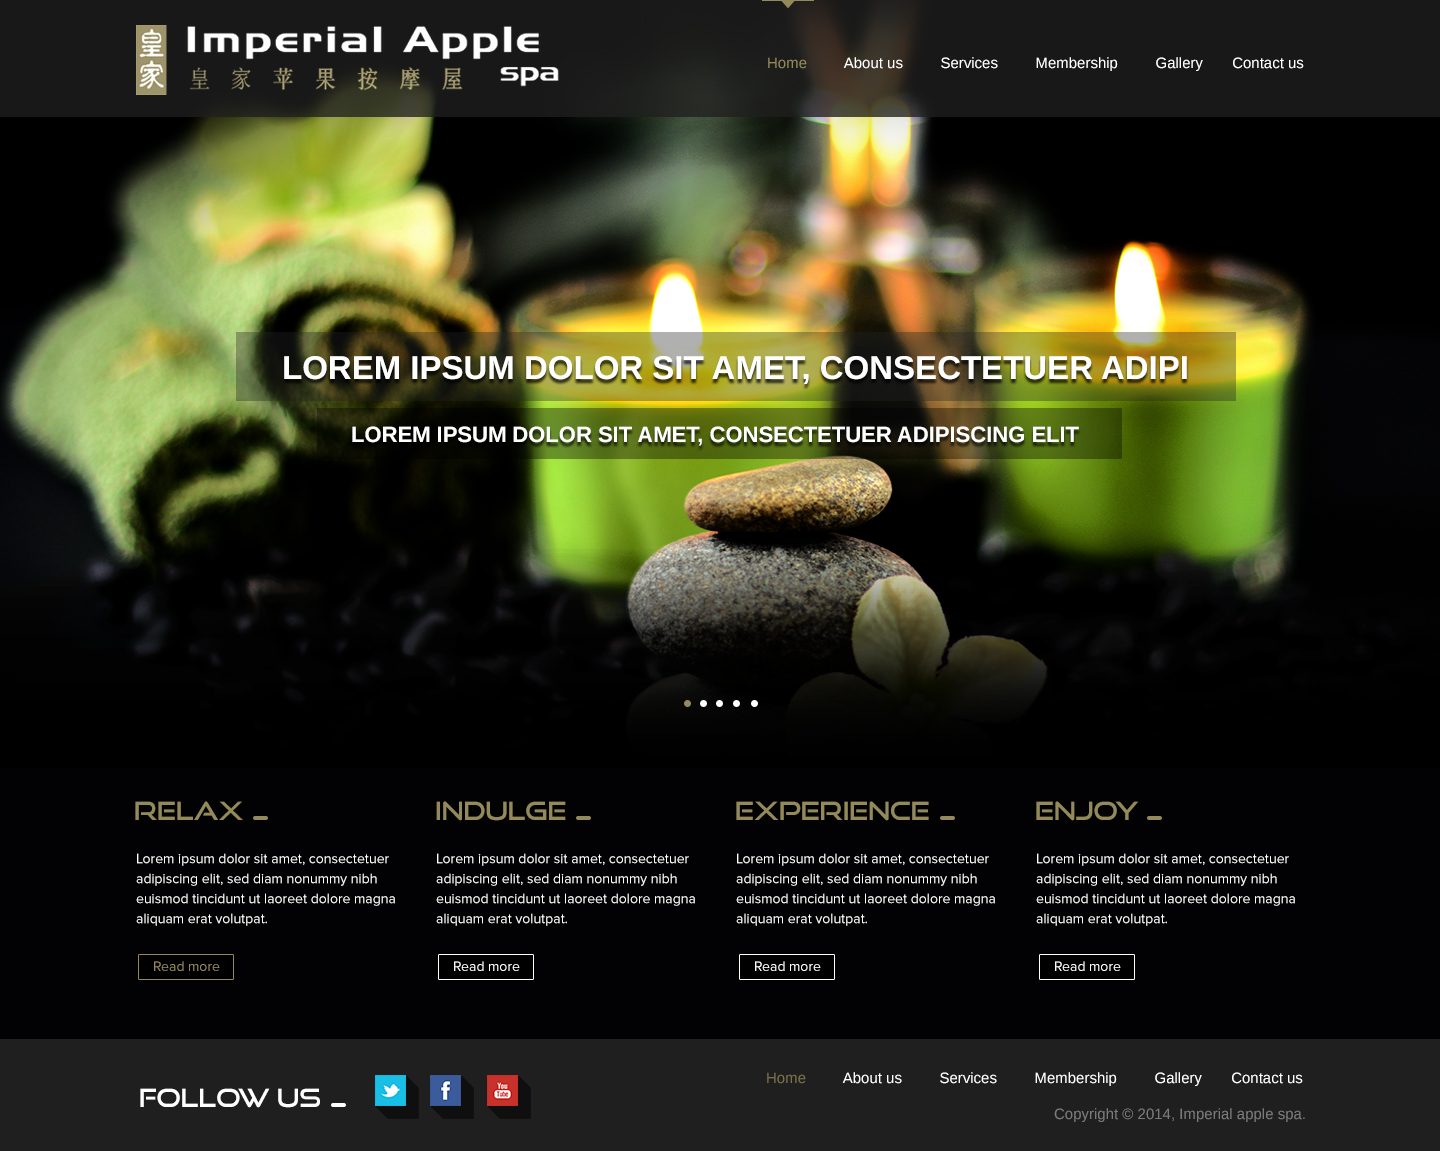 皇家
Imperial Apple
皇家苹果按摩屋 spa
Home About us Services Membership Gallery Contact us
LOREM IPSUM DOLOR SIT AMET, CONSECTETUER ADIPI
LOREM IPSUM DOLOR SIT AMET, CONSECTETUER ADIPISCING ELIT
RELAX
Lorem ipsum dolor sit amet, consectetuer
adipiscing elit, sed diam nonummy nibh
euismod tincidunt ut laoreet dolore magna
aliquam erat volutpat.
Read more
INDULGE
Lorem ipsum dolor sit amet, consectetuer
adipiscing elit, sed diam nonummy nibh
euismod tincidunt ut laoreet dolore magna
aliquam erat volutpat.
Read more
EXPERIENCE
Lorem ipsum dolor sit amet, consectetuer
adipiscing elit, sed diam nonummy nibh
euismod tincidunt ut laoreet dolore magna
aliquam erat volutpat.
Read more
ENJOY
Lorem ipsum dolor sit amet, consectetuer
adipiscing elit, sed diam nonummy nibh
euismod tincidunt ut laoreet dolore magna
aliquam erat volutpat.
Read more
FOLLOW US
f
You
Tube
Home About us Services Membership Gallery Contact us
Copyright © 2014, Imperial apple spa.